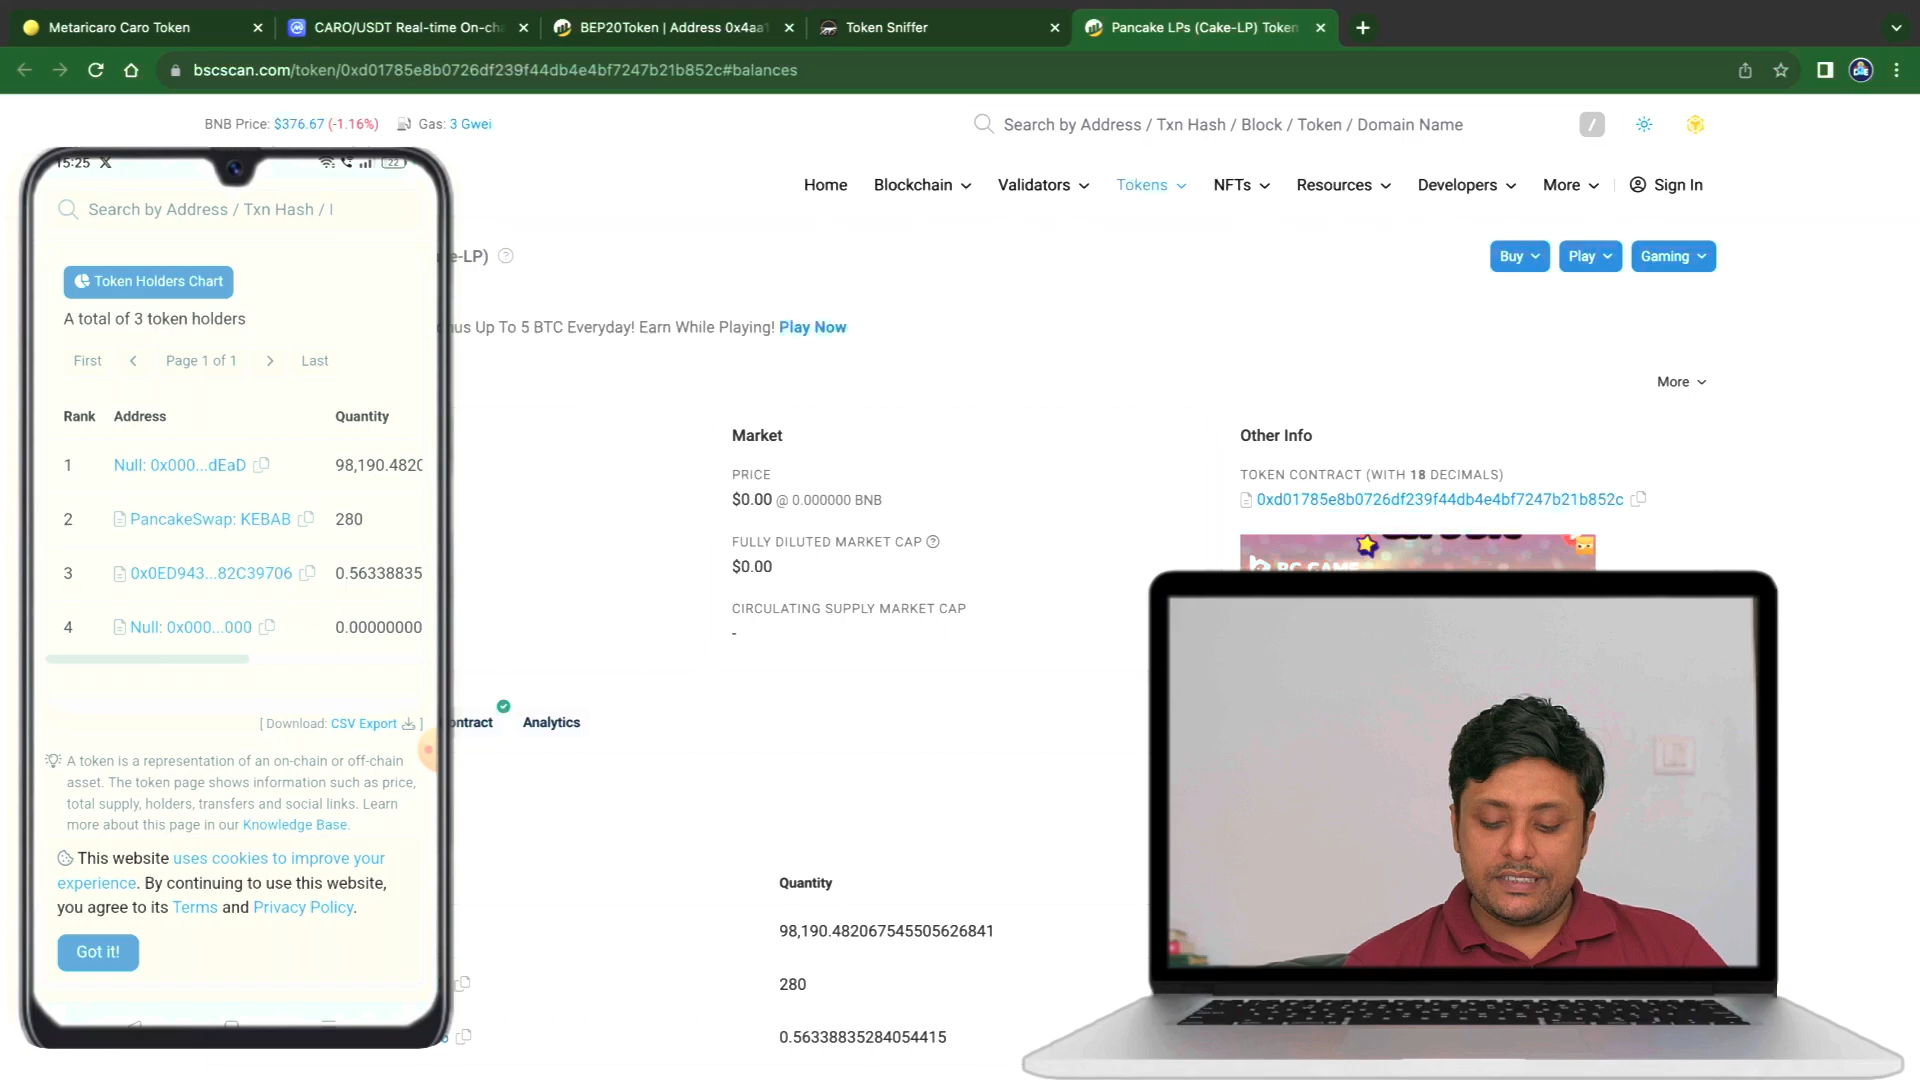 Metaricaro Caro Token
CARO/USDT Real-time On-cha
BEP20Token | Address 0x4aa1
Token Sniffer
Pancake LPs (Cake-LP) Token
bscscan.com/token/0xd01785e8b0726df239f44db4e4bf7247b21b852c#balances
BNB Price: $376.67 (-1.16%) Gas: 3 Gwei
Search by Address / Txn Hash / Block / Token / Domain Name
/
Home Blockchain Validators Tokens NFTs Resources Developers More Sign In
e-LP)
Buy Play Gaming
nus Up To 5 BTC Everyday! Earn While Playing! Play Now
More
Market
PRICE
$0.00 @ 0.000000 BNB
FULLY DILUTED MARKET CAP
$0.00
CIRCULATING SUPPLY MARKET CAP
-
Other Info
TOKEN CONTRACT (WITH 18 DECIMALS)
0xd01785e8b0726df239f44db4e4bf7247b21b852c
ontract Analytics
Quantity
98,190.482067545505626841
280
0.56338835284054415
15:25 X 22
Search by Address / Txn Hash / 
Token Holders Chart
A total of 3 token holders
First Page 1 of 1 Last
Rank Address Quantity
1 Null: 0x000...dEaD 98,190.4820
2 PancakeSwap: KEBAB 280
3 0x0ED943...82C39706 0.56338835
4 Null: 0x000...000 0.00000000
[ Download: CSV Export ]
A token is a representation of an on-chain or off-chain
asset. The token page shows information such as price,
total supply, holders, transfers and social links. Learn
more about this page in our Knowledge Base.
This website uses cookies to improve your
experience. By continuing to use this website,
you agree to its Terms and Privacy Policy.
Got it!